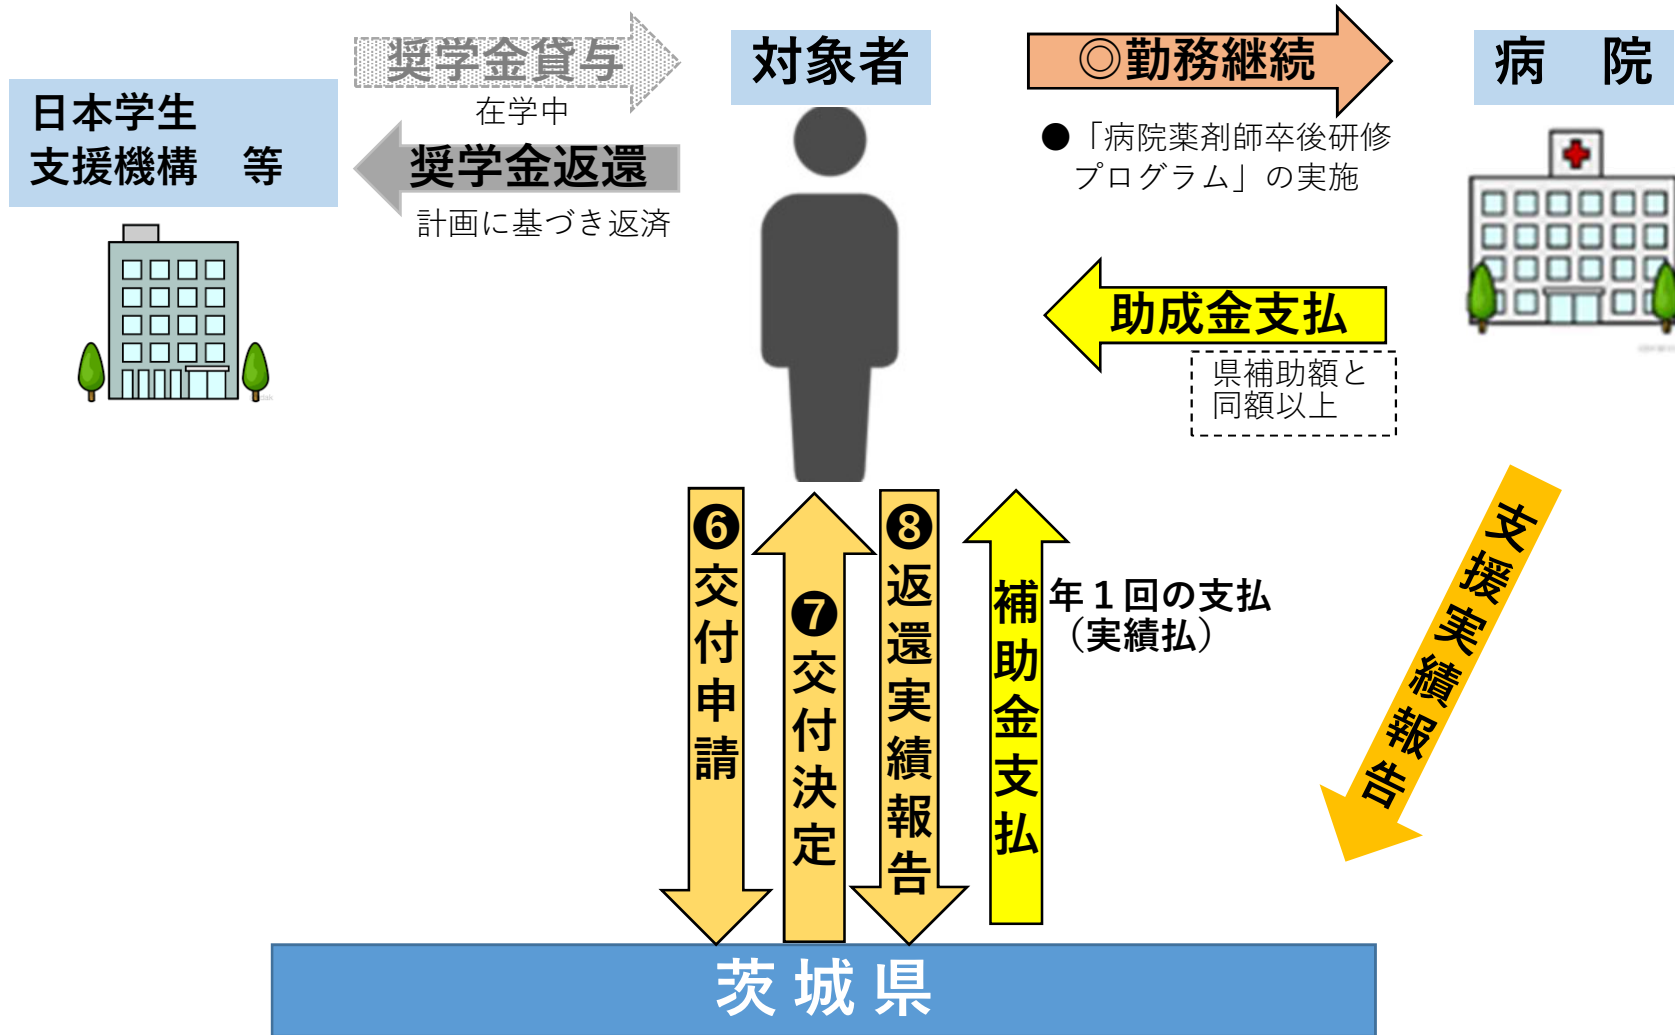 奨学金貸与
在学中
日本学生
支援機構　等
奨学金返還
計画に基づき返済
対象者
◎勤務継続
●「病院薬剤師卒後研修
プログラム」の実施
病　院
助成金支払
県補助額と
同額以上
❻交付申請
❼交付決定
❽返還実績報告
補助金支払
年１回の支払
（実績払）
支援実績報告
茨城県